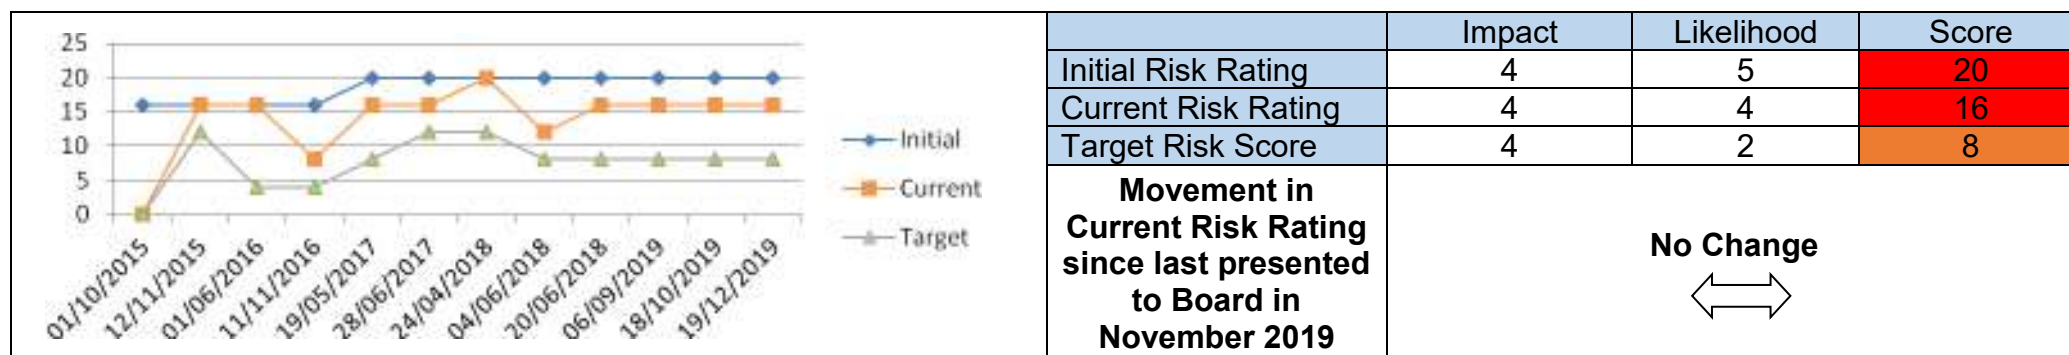 25
20
15
10
5
0
01/10/2015
12/11/2015
01/06/2016
11/11/2016
19/05/2017
28/06/2017
24/04/2018
04/06/2018
20/06/2018
06/09/2019
18/10/2019
19/12/2019
Initial
Current
Target
Impact Likelihood Score
Initial Risk Rating 4 5 20
Current Risk Rating 4 4 16
Target Risk Score 4 2 8
Movement in
Current Risk Rating
since last presented
to Board in
November 2019
No Change